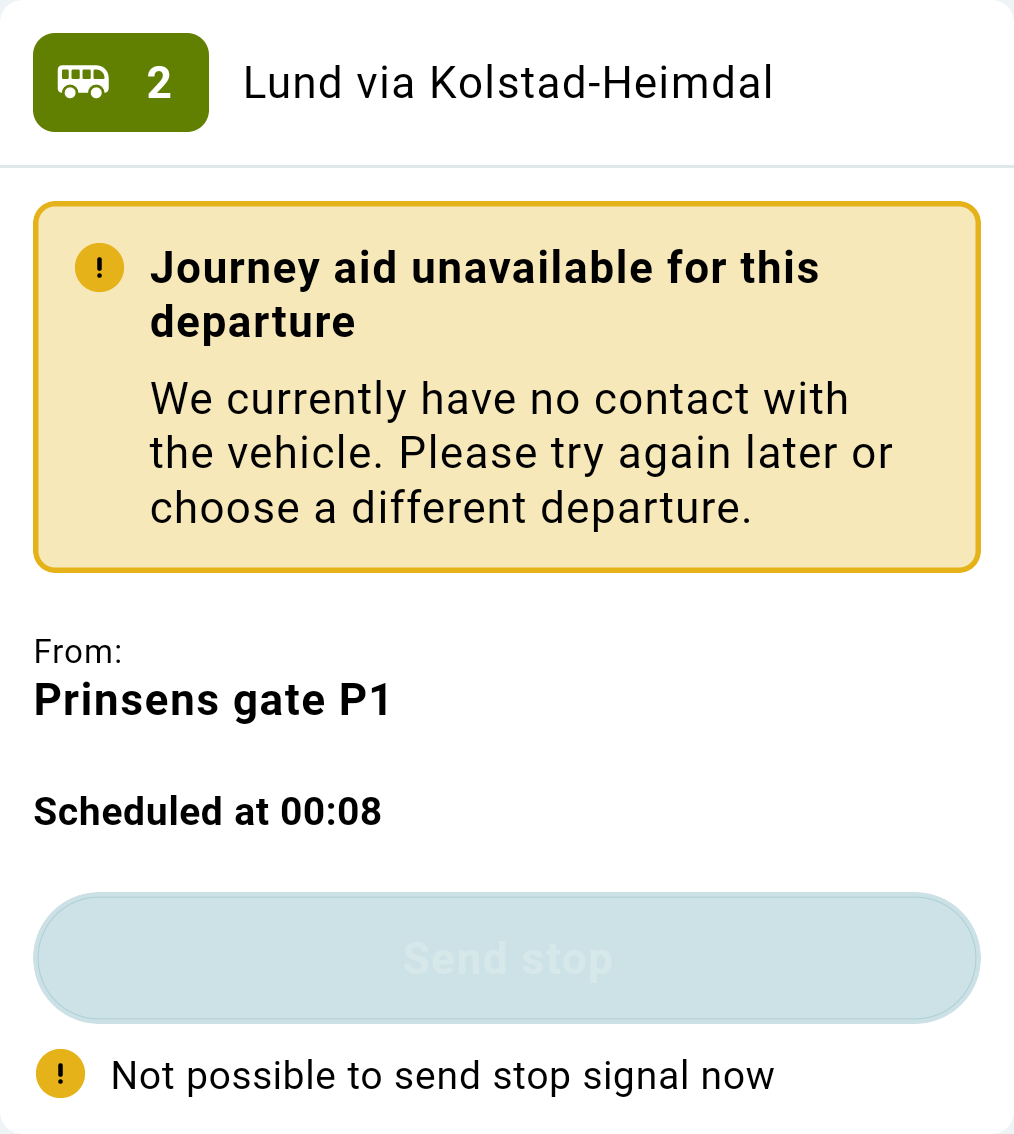 2 Lund via Kolstad-Heimdal
Journey aid unavailable for this
departure
We currently have no contact with
the vehicle. Please try again later or
choose a different departure.
From:
Prinsens gate P1
Scheduled at 00:08
Send stop
Not possible to send stop signal now